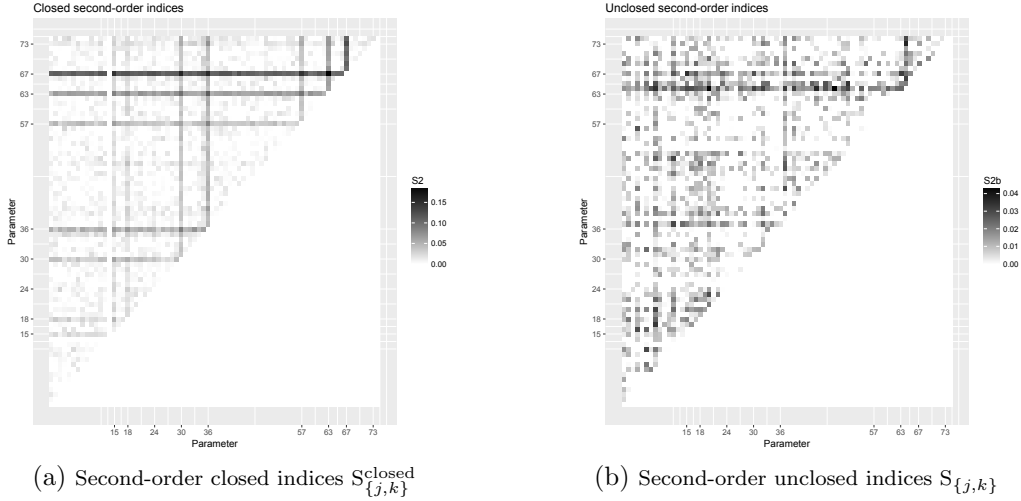 Closed second-order indices
73
67
63
57
36
30
24
18
15
Parameter
15 18 24 30 36 57 63 67 73
Parameter
S2
0.15
0.10
0.05
0.00
(a) Second-order closed indices S^{closed}_{\{j,k\}}
Unclosed second-order indices
73
67
63
57
36
30
24
18
15
Parameter
15 18 24 30 36 57 63 67 73
Parameter
S2b
0.04
0.03
0.02
0.01
0.00
(b) Second-order unclosed indices S_{\{j,k\}}